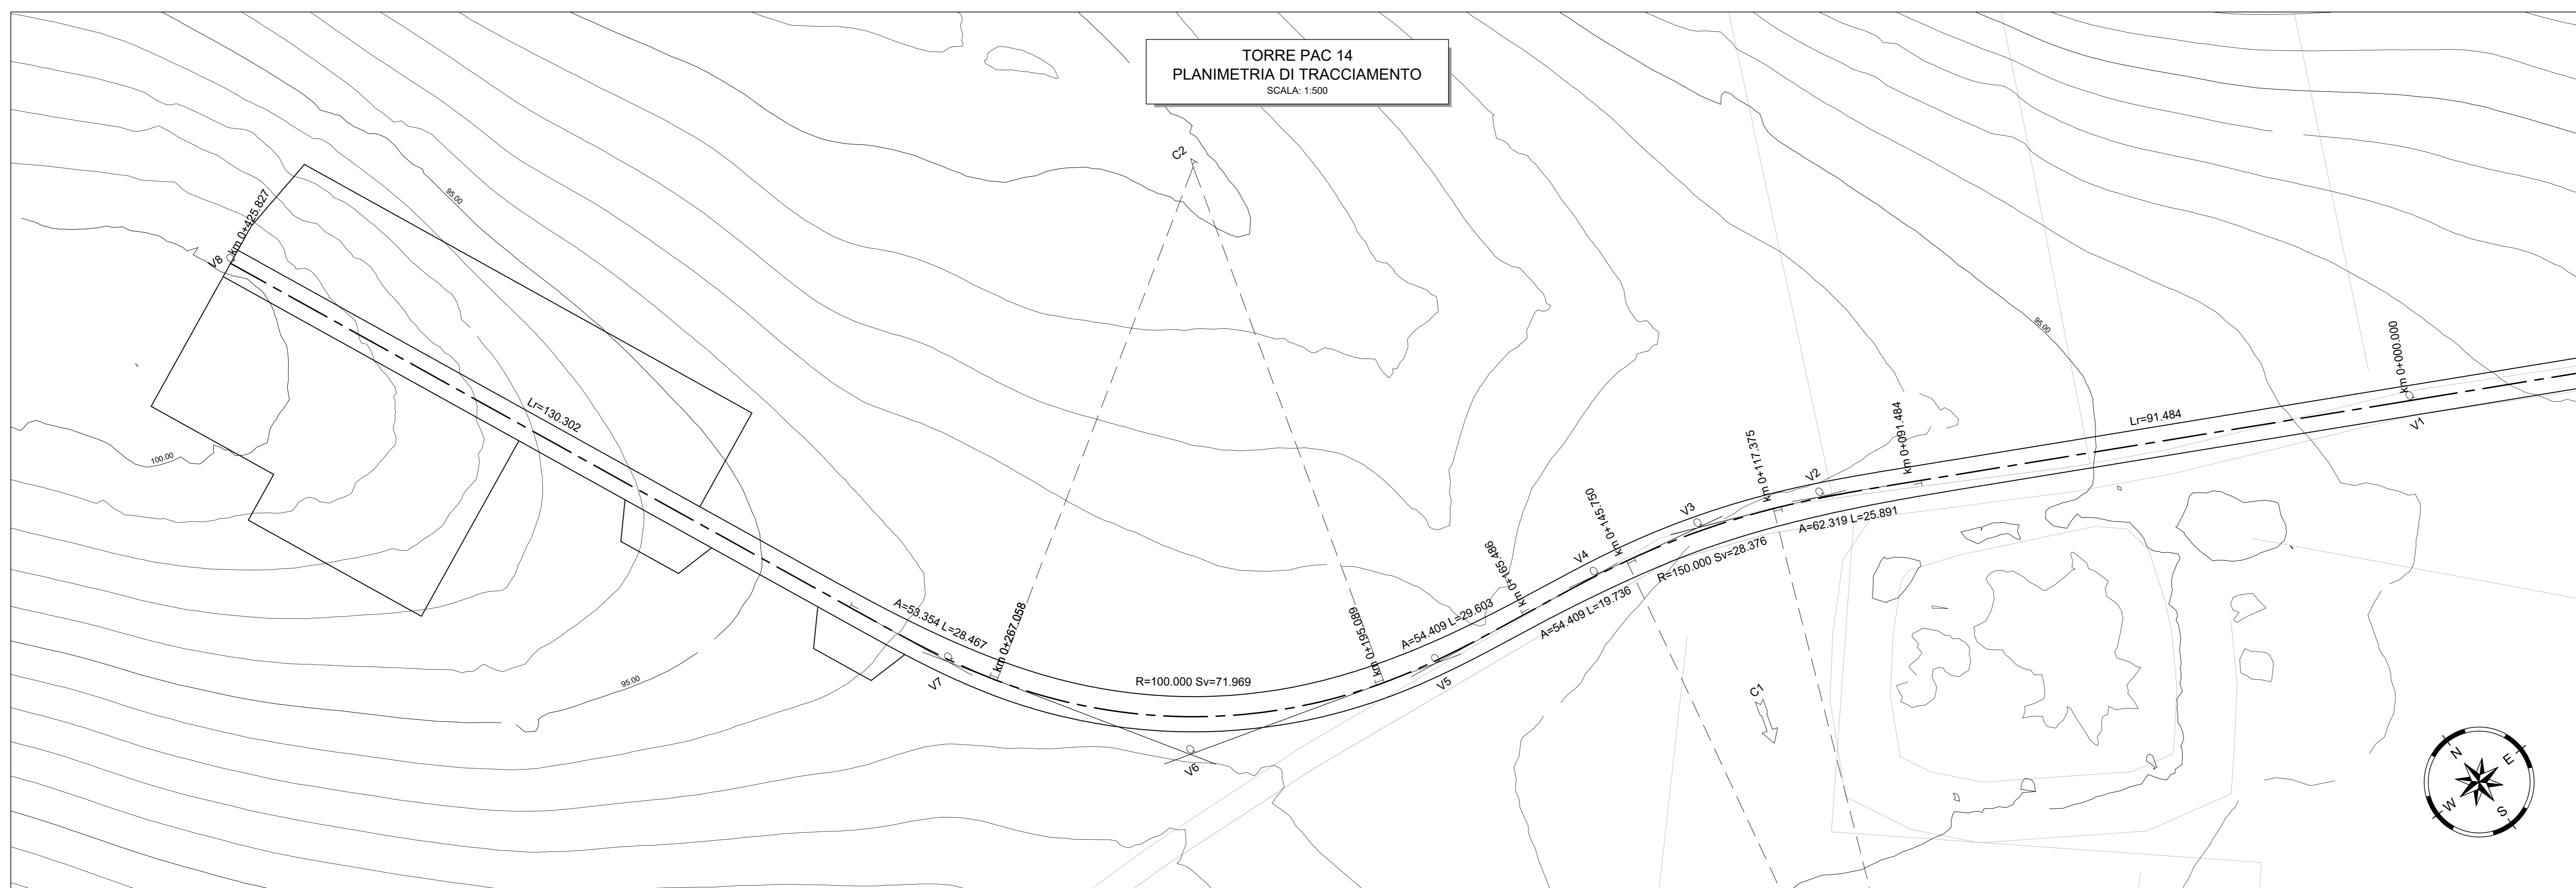 TORRE PAC 14
PLANIMETRIA DI TRACCIAMENTO
SCALA: 1:500
C2
95.00
km 0+425.827
V8
95.00
km 0+000.000
Lr=130.302
km 0+091.484
Lr=91.484
V1
km 0+117.375
100.00
V2
km 0+145.750
V3
A=62.319 L=25.891
km 0+165.486
V4
R=150.000 Sv=28.376
A=53.354 L=28.467
km 0+267.058
km 0+195.089
A=54.409 L=29.603
A=54.409 L=19.736
95.00
V7
R=100.000 Sv=71.969
V5
C1
V6
N
E
W
S